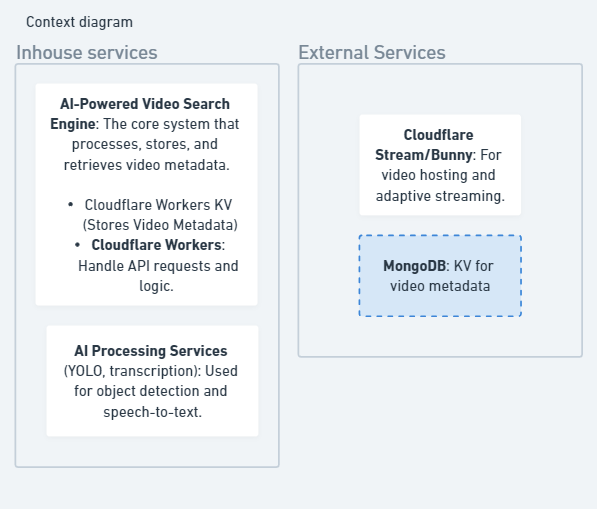 Context diagram
Inhouse services
AI-Powered Video Search
Engine: The core system that
processes, stores, and
retrieves video metadata.
• Cloudflare Workers KV
(Stores Video Metadata)
• Cloudflare Workers:
Handle API requests and
logic.
AI Processing Services
(YOLO, transcription): Used
for object detection and
speech-to-text.
External Services
Cloudflare
Stream/Bunny: For
video hosting and
adaptive streaming.
MongoDB: KV for
video metadata